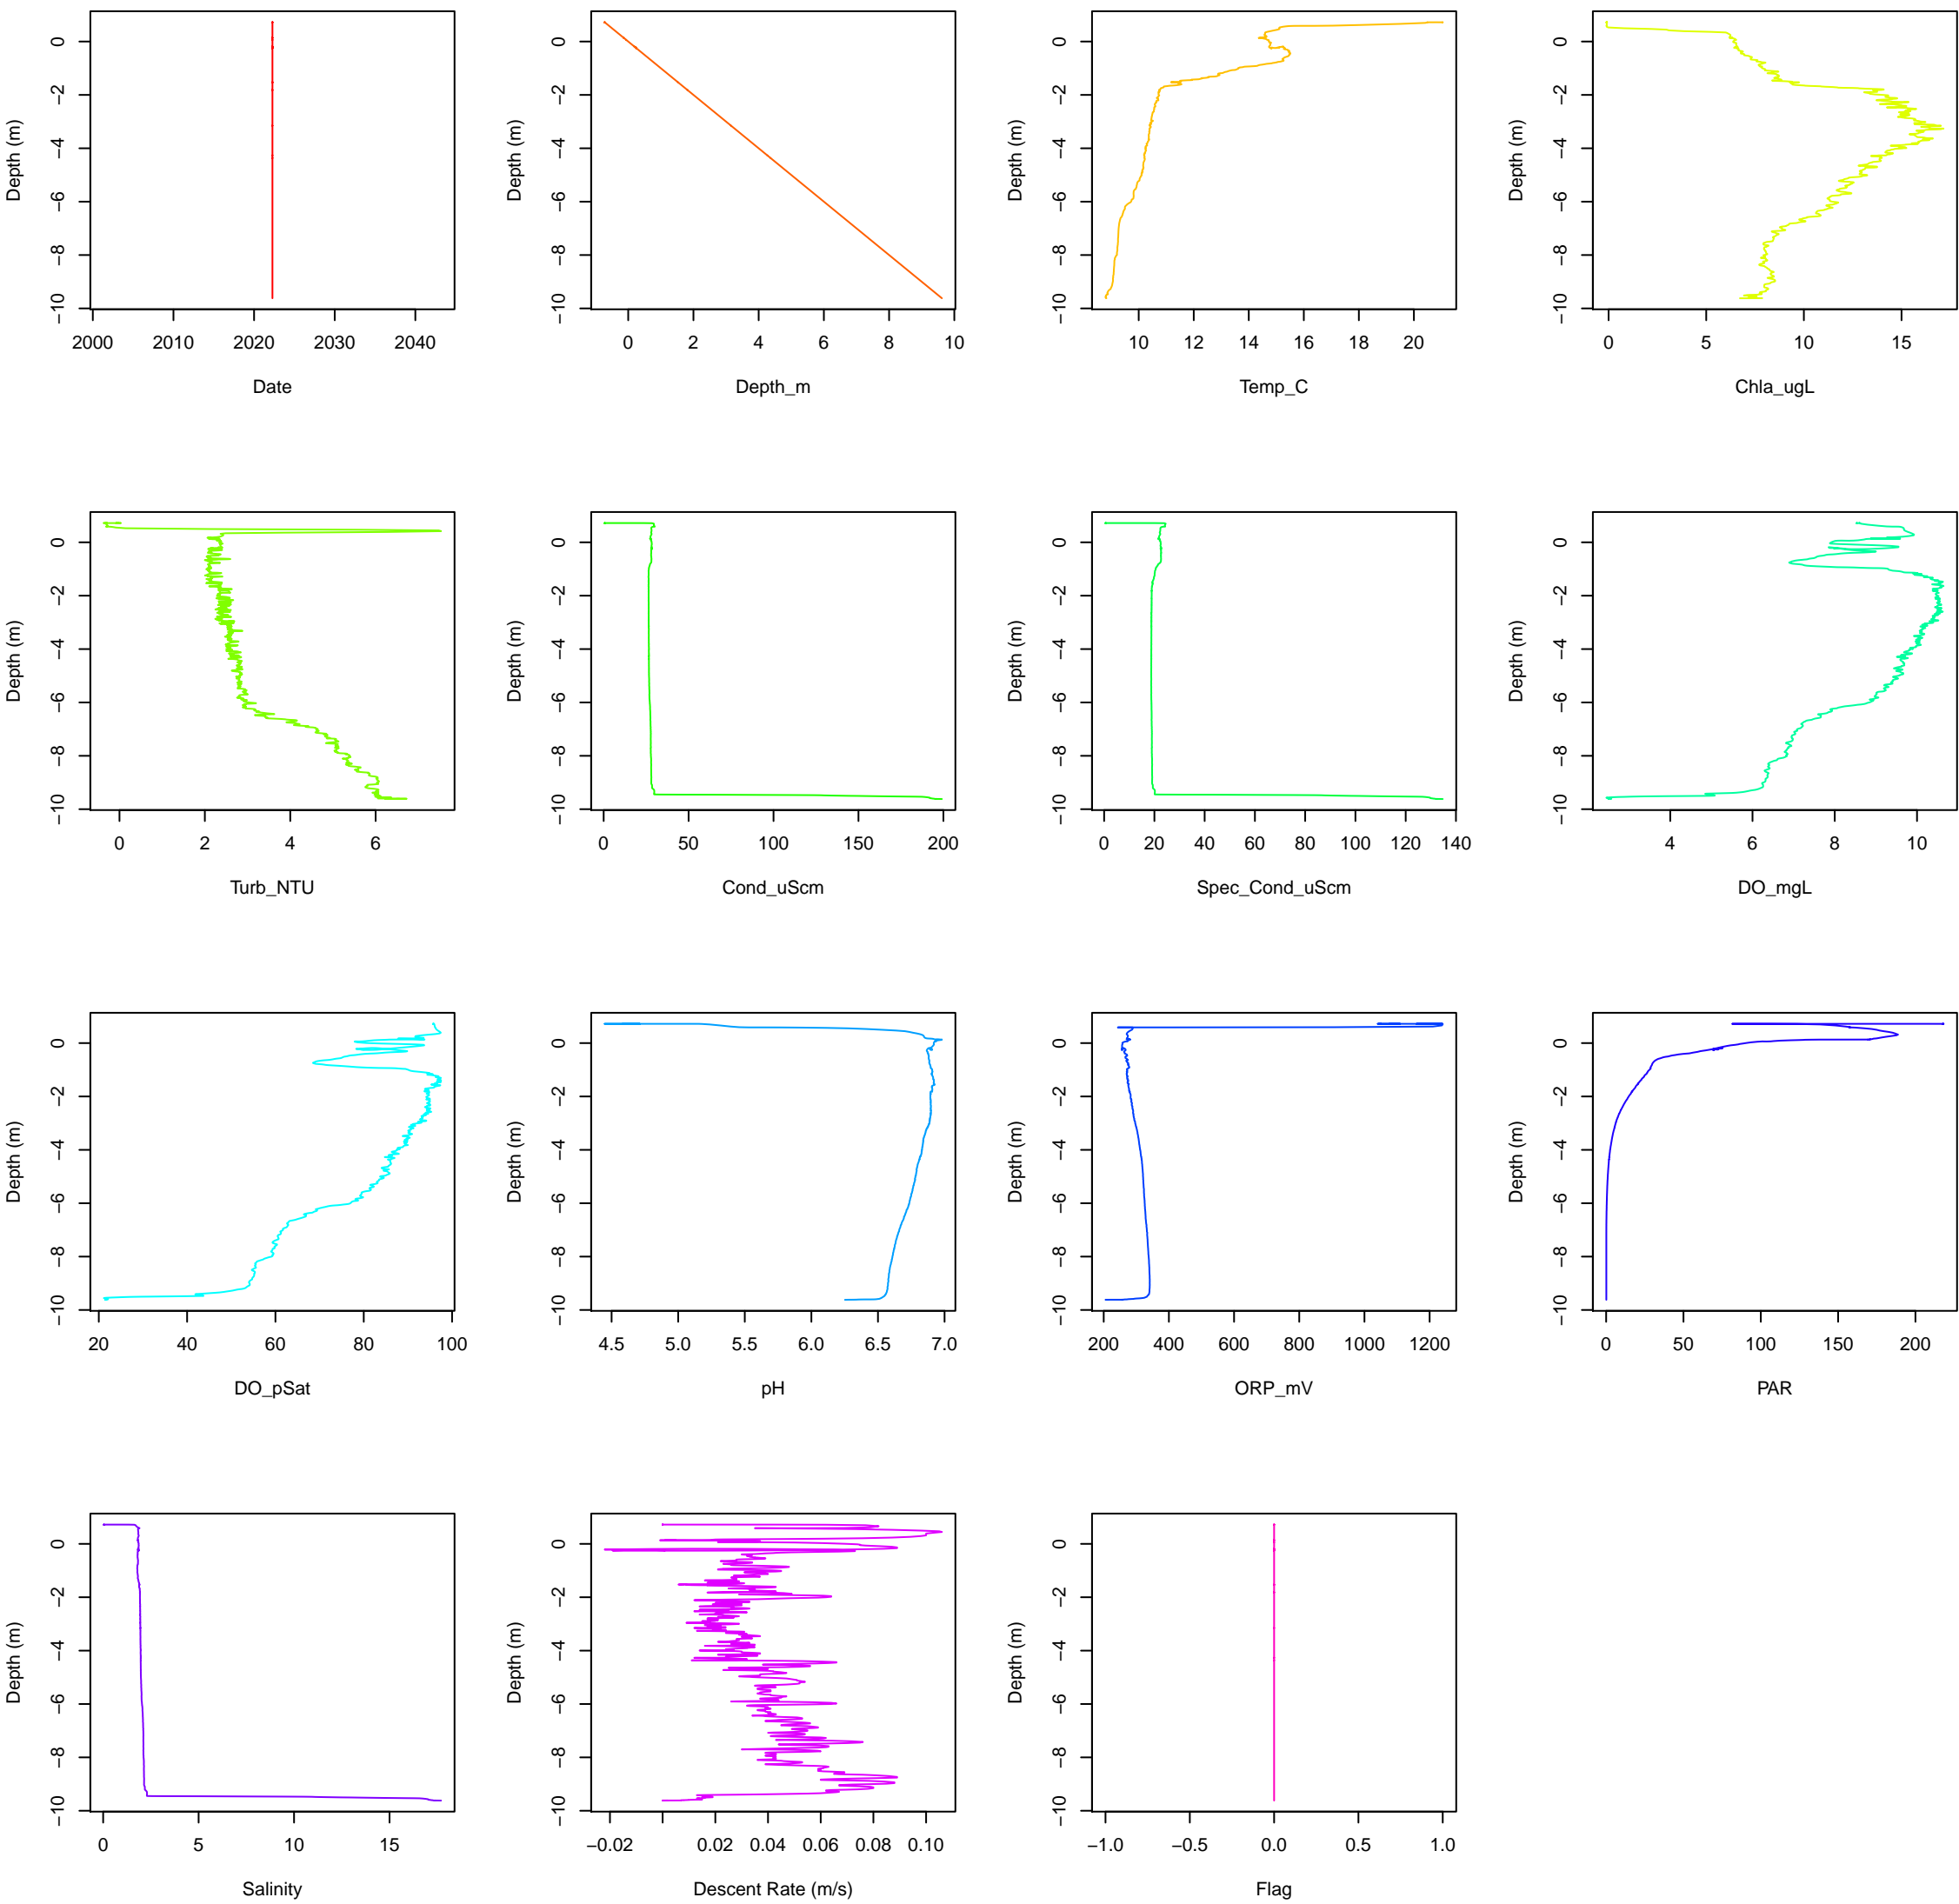 Depth (m)
0
−2
−4
−6
−8
−10
2000 2010 2020 2030 2040
Date
Depth (m)
0
−2
−4
−6
−8
−10
0 2 4 6 8 10
Depth_m
Depth (m)
0
−2
−4
−6
−8
−10
10 12 14 16 18 20
Temp_C
Depth (m)
0
−2
−4
−6
−8
−10
0 5 10 15
Chla_ugL
Depth (m)
0
−2
−4
−6
−8
−10
0 2 4 6
Turb_NTU
Depth (m)
0
−2
−4
−6
−8
−10
0 50 100 150 200
Cond_uScm
Depth (m)
0
−2
−4
−6
−8
−10
0 20 40 60 80 100 120 140
Spec_Cond_uScm
Depth (m)
0
−2
−4
−6
−8
−10
4 6 8 10
DO_mgL
Depth (m)
0
−2
−4
−6
−8
−10
20 40 60 80 100
DO_pSat
Depth (m)
0
−2
−4
−6
−8
−10
4.5 5.0 5.5 6.0 6.5 7.0
pH
Depth (m)
0
−2
−4
−6
−8
−10
200 400 600 800 1000 1200
ORP_mV
Depth (m)
0
−2
−4
−6
−8
−10
0 50 100 150 200
PAR
Depth (m)
0
−2
−4
−6
−8
−10
0 5 10 15
Salinity
Depth (m)
0
−2
−4
−6
−8
−10
−0.02 0.02 0.04 0.06 0.08 0.10
Descent Rate (m/s)
Depth (m)
0
−2
−4
−6
−8
−10
−1.0 −0.5 0.0 0.5 1.0
Flag